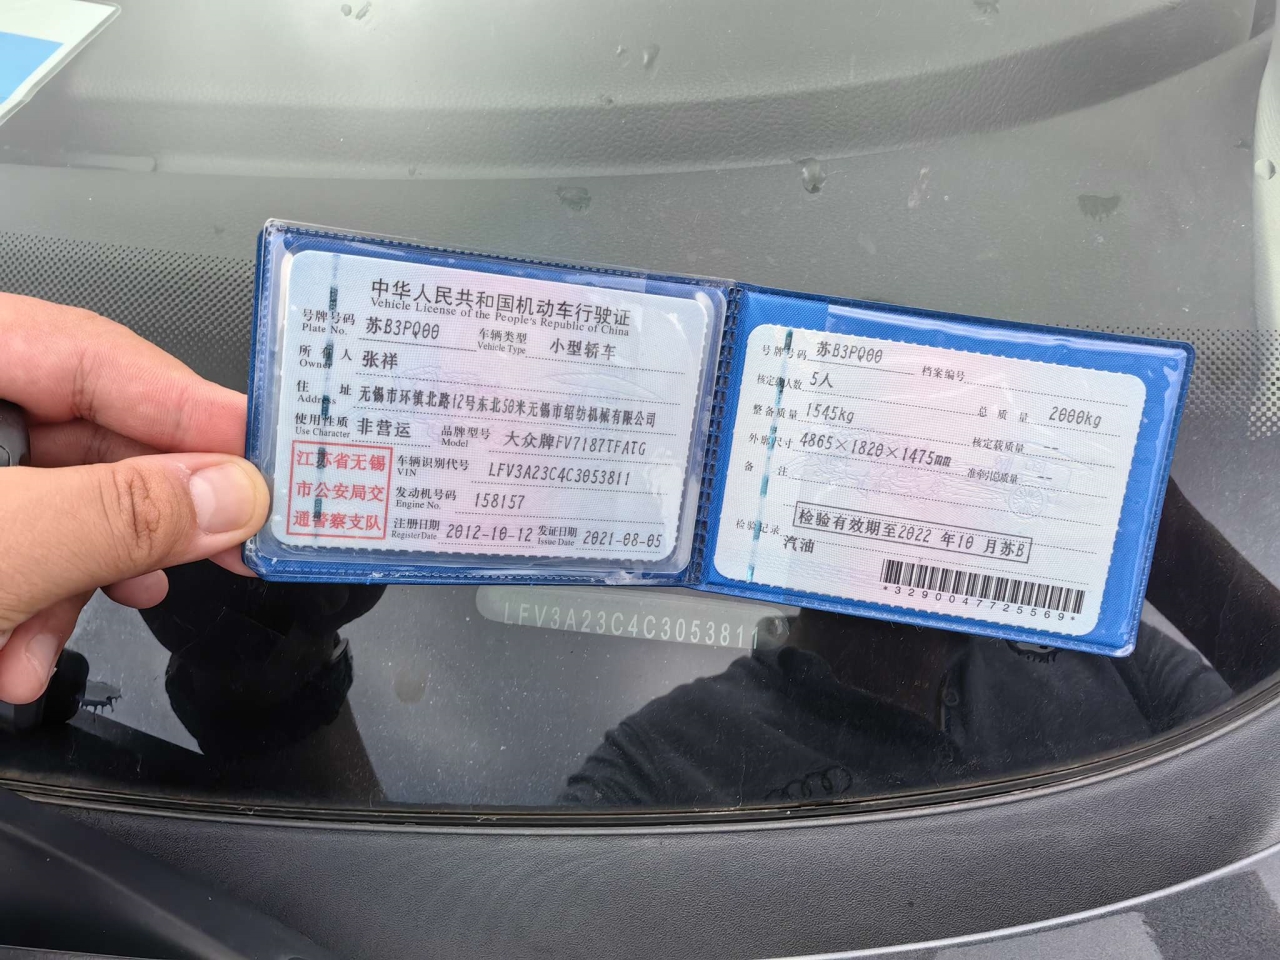 中华人民共和国机动车行驶证
Vehicle License of the People's Republic of China
号牌号码 苏B3PQ00 车辆类型 小型轿车
Plate No. Vehicle Type
所有人 张祥
Owner
住址 无锡市环镇北路12号东北50米无锡市绍纺机械有限公司
Address
使用性质 非营运 品牌型号 大众牌FV7187TFATG
Use Character Model
江苏省无锡
市公安局交
通警察支队
车辆识别代号 LFV3A23C4C3053811
VIN
发动机号码 158157
Engine No.
注册日期 2012-10-12 发证日期 2021-08-05
Register Date Issue Date
号牌号码 苏B3PQ00 档案编号
核定载人数 5人 总质量 2000kg
整备质量 1545kg 核定载质量 --
外廓尺寸 4865×1820×1475mm 准牵引总质量 --
备注
检验记录 检验有效期至2022年10月苏B
汽油
*3290047725569*
LFV3A23C4C3053811